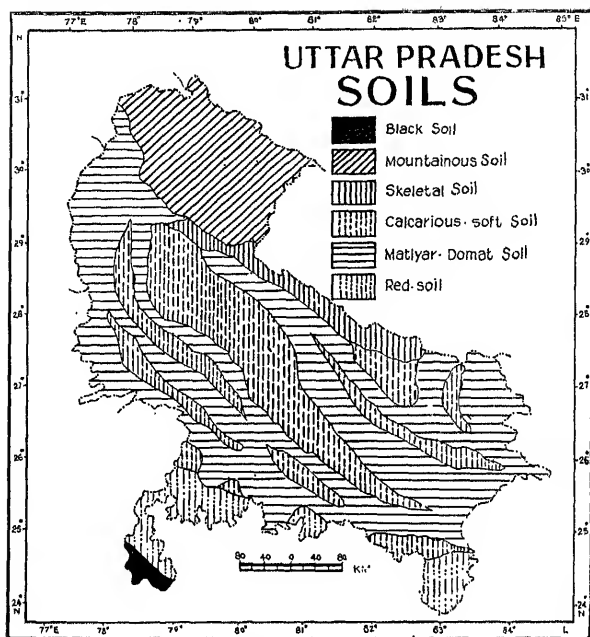 77°E 78° 79° 80° 81° 82° 83° 84° 85° E
N N
UTTAR PRADESH
SOILS
Black Soil
Mountainous Soil
Skeletal Soil
Calcarious-soft Soil
Matiyar-Domat Soil
Red-soil
31° 31°
30° 30°
29° 29°
28° 28°
27° 27°
26° 26°
25° 25°
24° 24°
N N
80 40 0 40 80
77°E 78° 79° 80° 81° 82° 83° 84° L